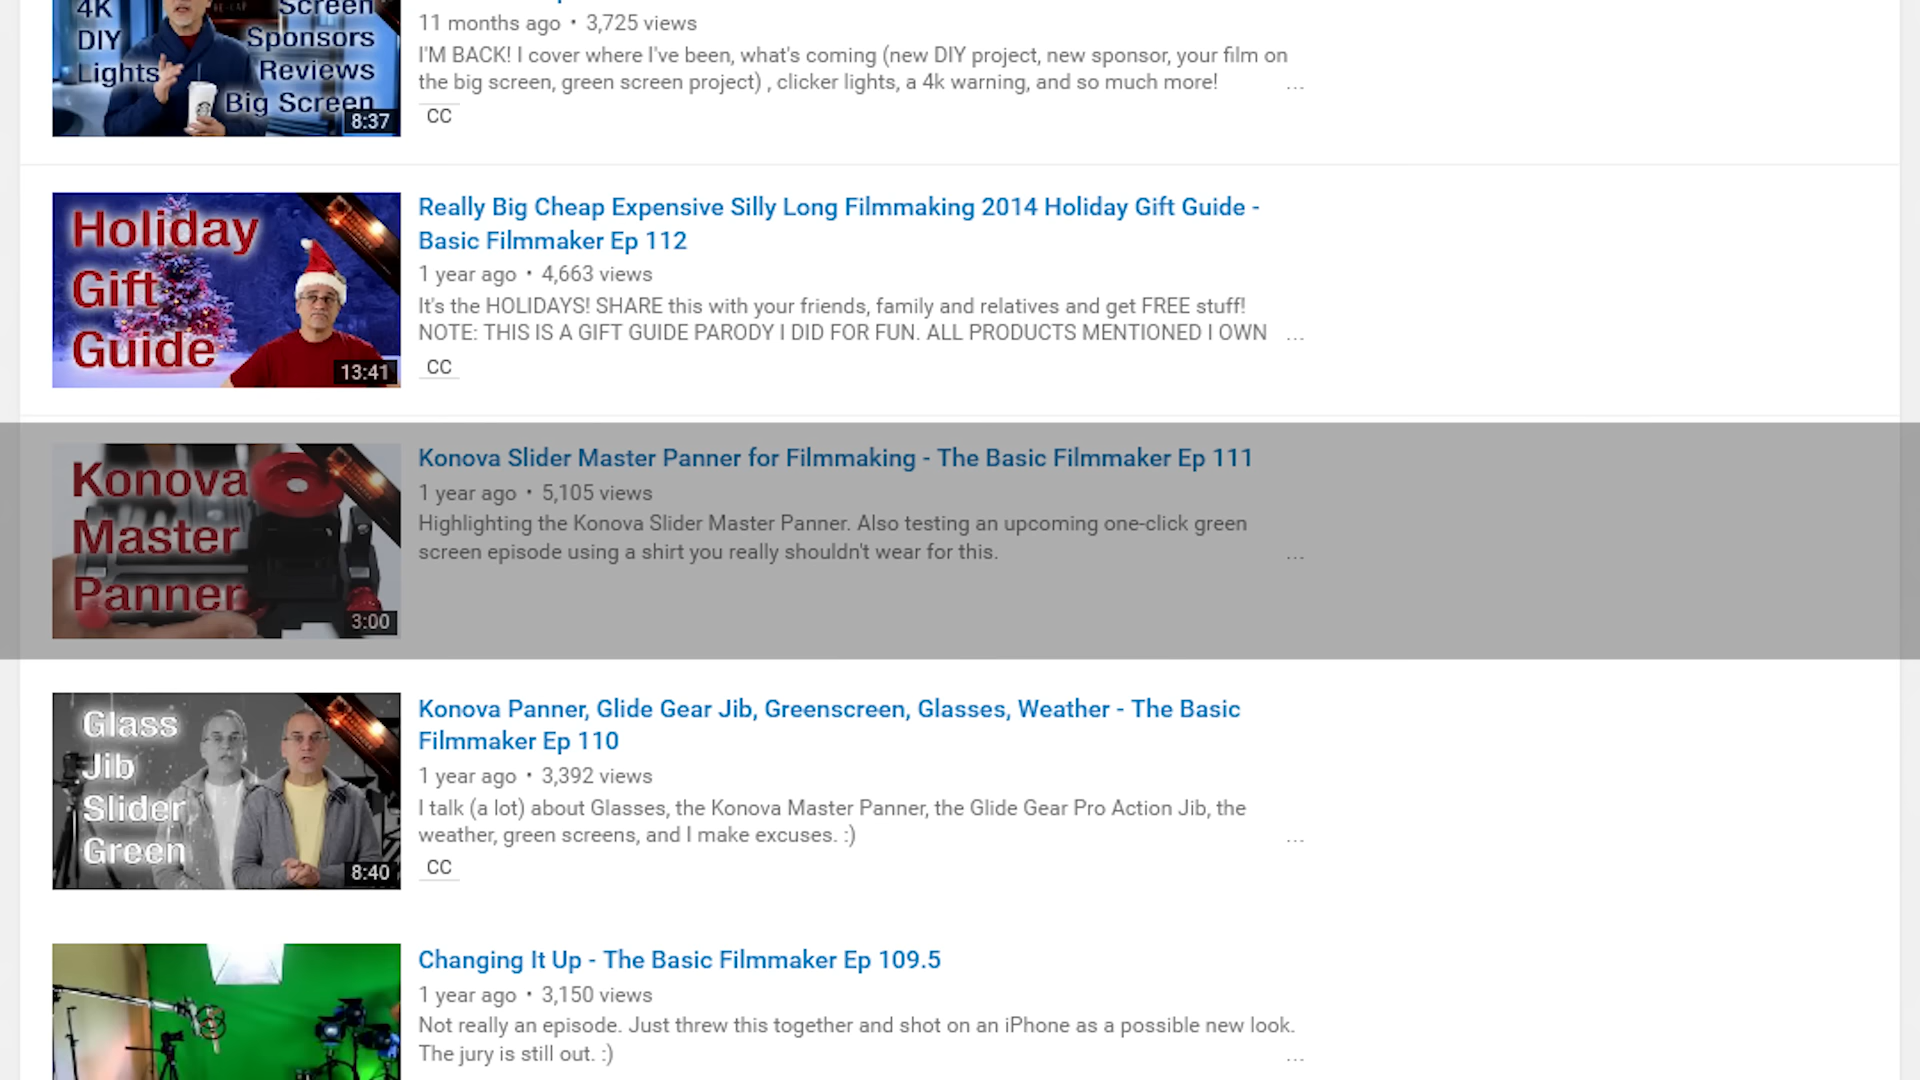 4K
DIY
Lights
Screen
Sponsors
Reviews
Big Screen
8:37
11 months ago • 3,725 views
I'M BACK! I cover where I've been, what's coming (new DIY project, new sponsor, your film on
the big screen, green screen project) , clicker lights, a 4k warning, and so much more!
...
CC
Holiday
Gift
Guide
13:41
Really Big Cheap Expensive Silly Long Filmmaking 2014 Holiday Gift Guide -
Basic Filmmaker Ep 112
1 year ago • 4,663 views
It's the HOLIDAYS! SHARE this with your friends, family and relatives and get FREE stuff!
NOTE: THIS IS A GIFT GUIDE PARODY I DID FOR FUN. ALL PRODUCTS MENTIONED I OWN ...
CC
Konova
Master
Panner
3:00
Konova Slider Master Panner for Filmmaking - The Basic Filmmaker Ep 111
1 year ago • 5,105 views
Highlighting the Konova Slider Master Panner. Also testing an upcoming one-click green
screen episode using a shirt you really shouldn't wear for this. ...
Glass
Jib
Slider
Green
8:40
Konova Panner, Glide Gear Jib, Greenscreen, Glasses, Weather - The Basic
Filmmaker Ep 110
1 year ago • 3,392 views
I talk (a lot) about Glasses, the Konova Master Panner, the Glide Gear Pro Action Jib, the
weather, green screens, and I make excuses. :) ...
CC
Changing It Up - The Basic Filmmaker Ep 109.5
1 year ago • 3,150 views
Not really an episode. Just threw this together and shot on an iPhone as a possible new look.
The jury is still out. :) ...